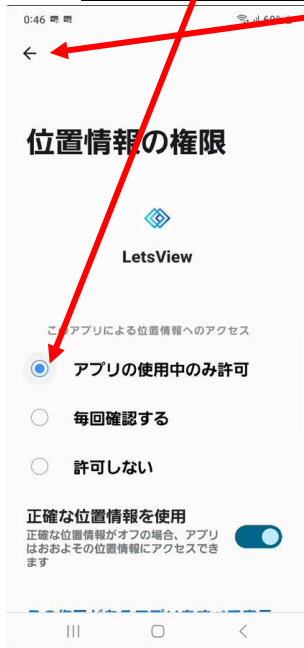 0:46
位置情報の権限
LetsView
このアプリによる位置情報へのアクセス
アプリの使用中のみ許可
毎回確認する
許可しない
正確な位置情報を使用
正確な位置情報がオフの場合、アプリ
はおおよその位置情報にアクセスでき
ます